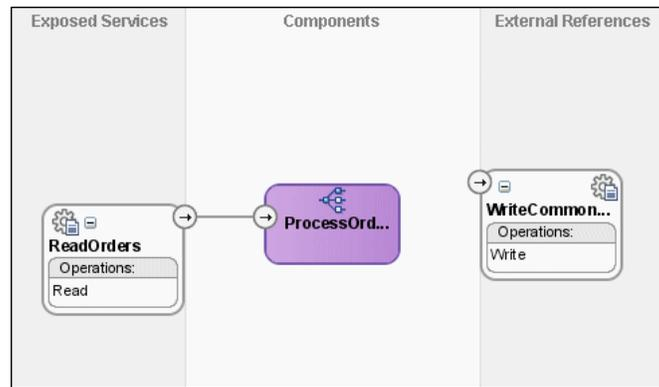 Exposed Services
Components
External References
ReadOrders
Operations:
Read
ProcessOrd...
WriteCommon...
Operations:
Write